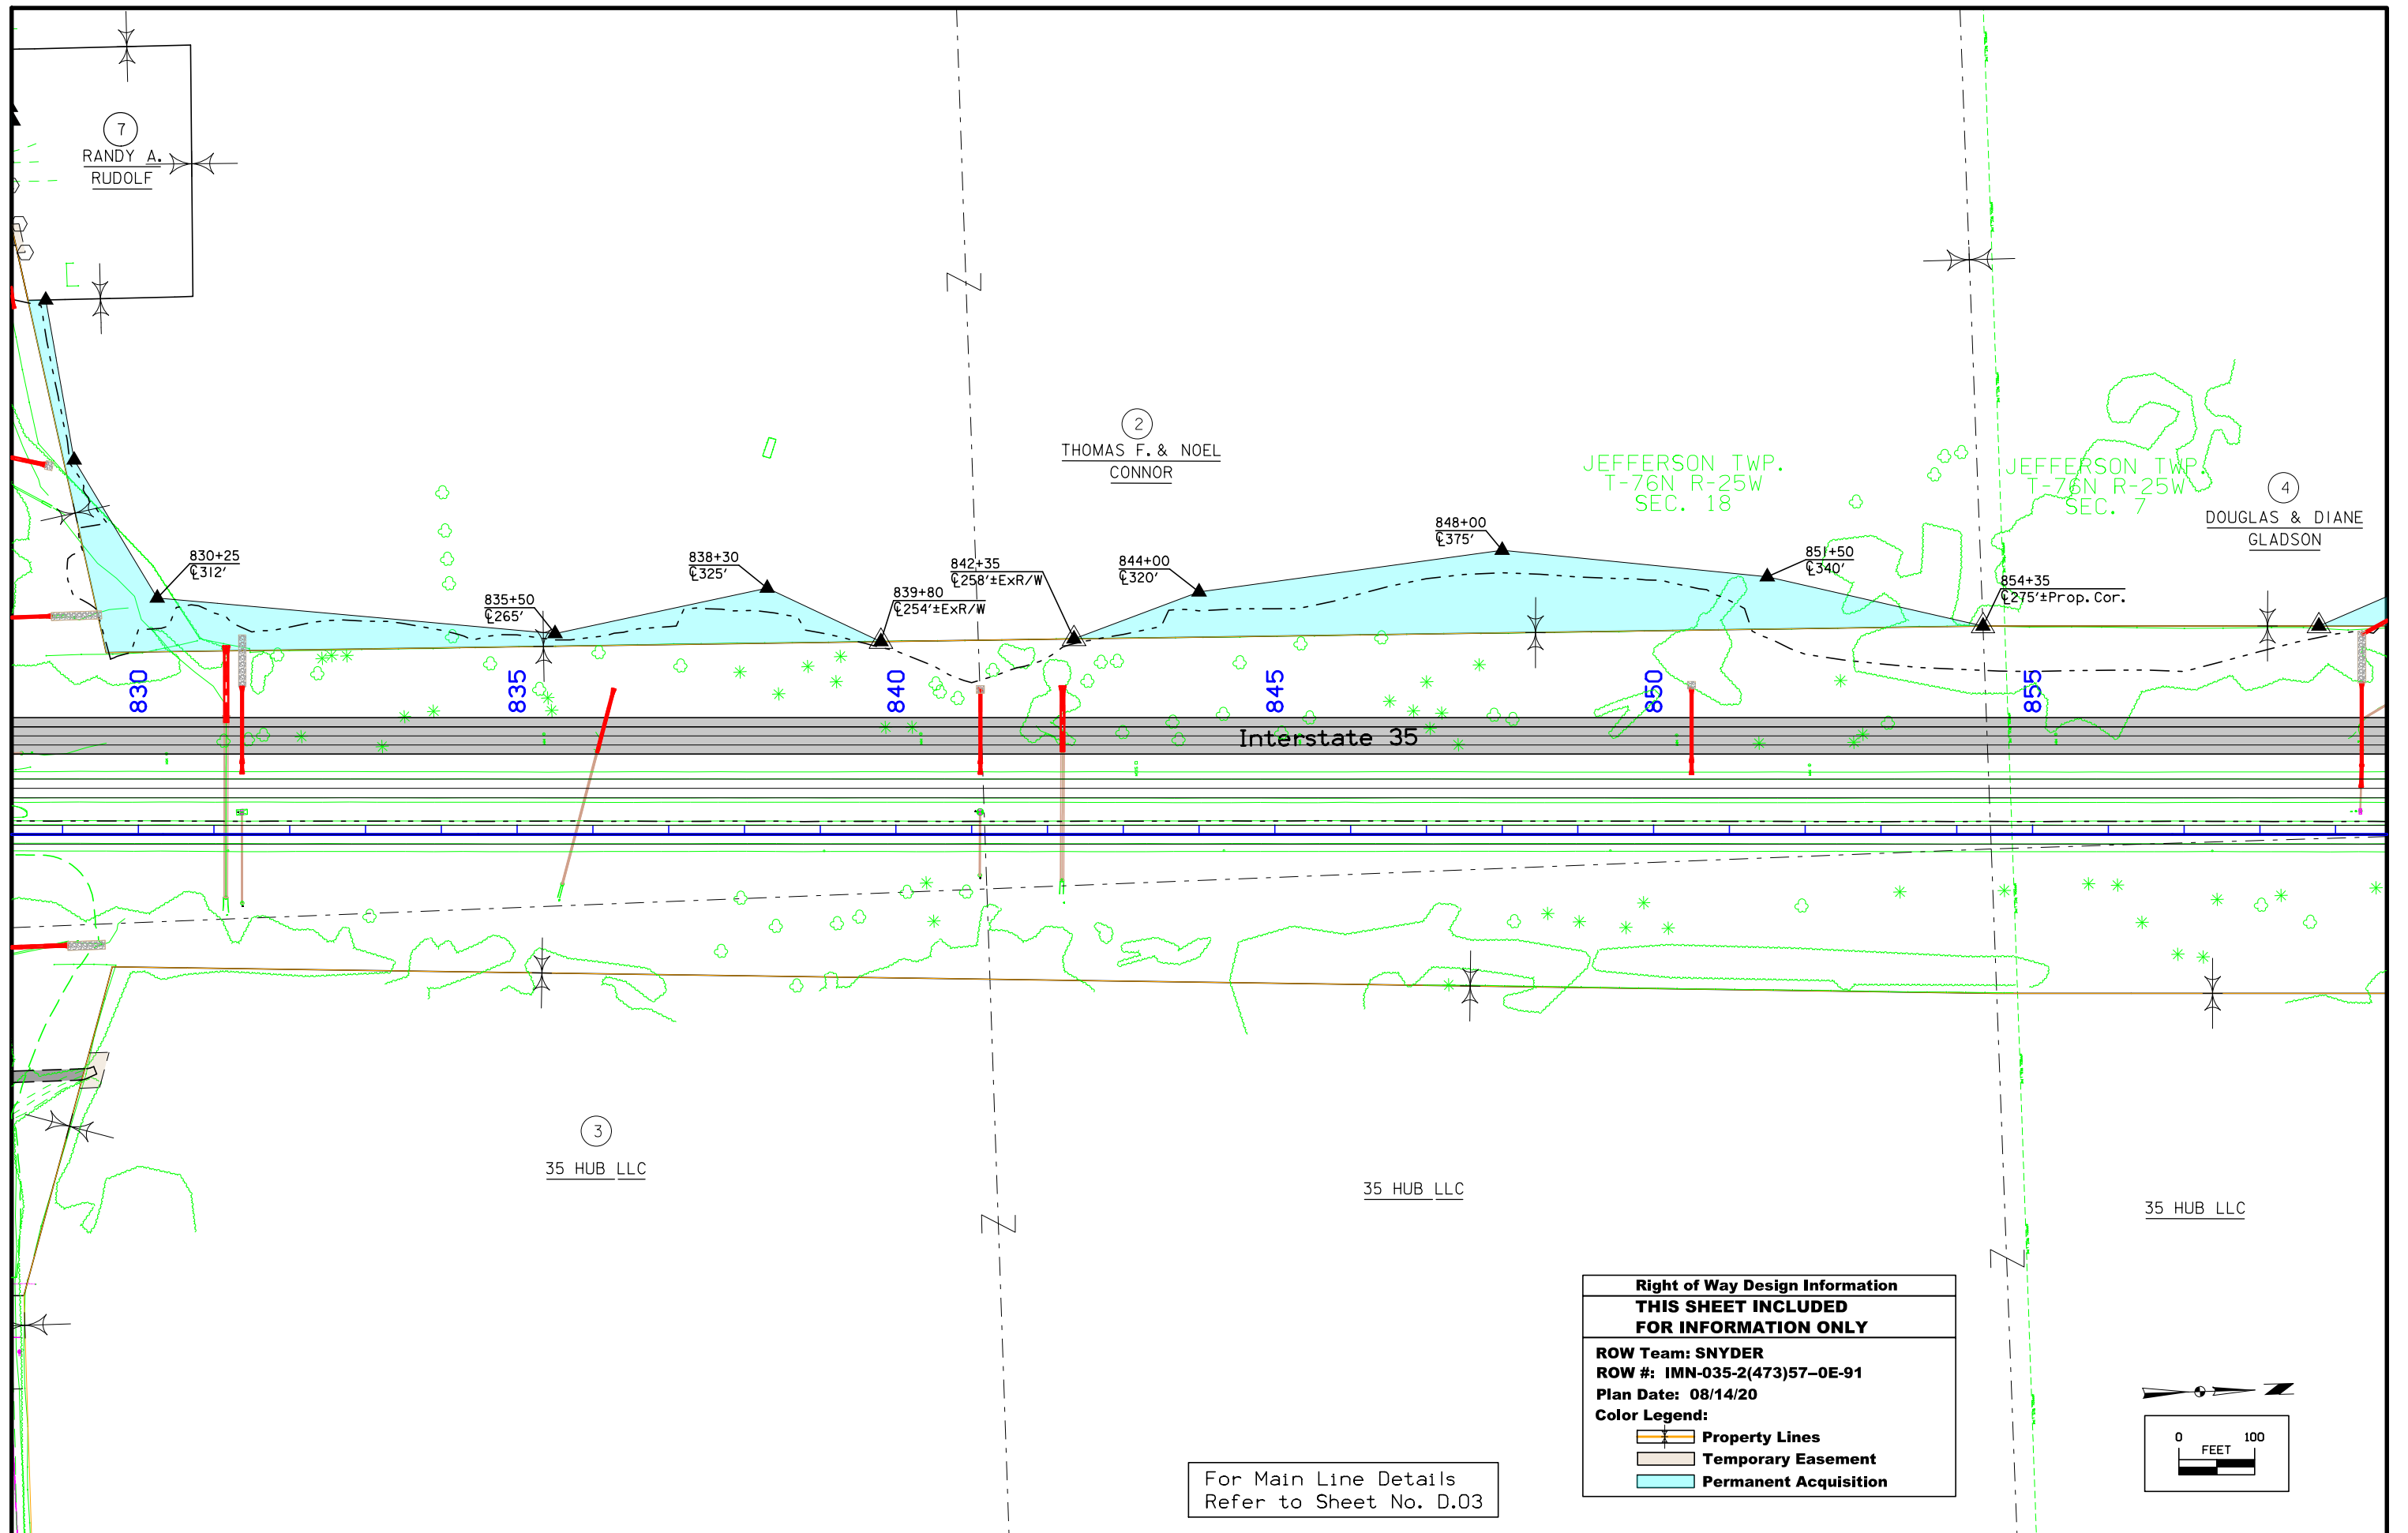 7
RANDY A.
RUDOLF
2
THOMAS F. & NOEL
CONNOR
JEFFERSON TWP.
T-76N R-25W
SEC. 18
JEFFERSON TWP.
T-76N R-25W
SEC. 7
4
DOUGLAS & DIANE
GLADSON
830+25
℄312'
835+50
℄265'
838+30
℄325'
839+80
℄254'±ExR/W
842+35
℄258'±ExR/W
844+00
℄320'
848+00
℄375'
851+50
℄340'
854+35
℄275'±Prop. Cor.
830
835
840
845
850
855
Interstate 35
3
35 HUB LLC
35 HUB LLC
35 HUB LLC
Right of Way Design Information
THIS SHEET INCLUDED
FOR INFORMATION ONLY
ROW Team: SNYDER
ROW #: IMN-035-2(473)57--0E-91
Plan Date: 08/14/20
Color Legend:
Property Lines
Temporary Easement
Permanent Acquisition
For Main Line Details
Refer to Sheet No. D.03
0 100
FEET